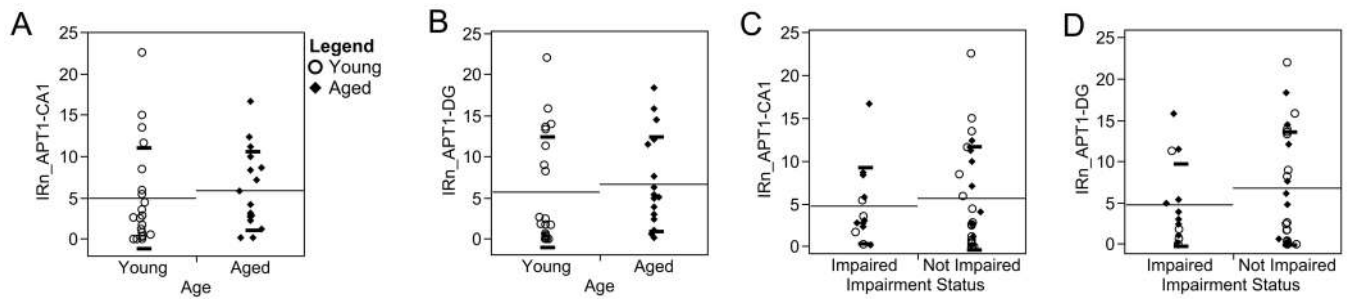 A
IRn_APT1-CA1
25
20
15
10
5
0
Young
Aged
Age
Legend
Young
Aged
B
IRn_APT1-DG
25
20
15
10
5
0
Young
Aged
Age
C
IRn_APT1-CA1
25
20
15
10
5
0
Impaired
Not Impaired
Impairment Status
D
IRn_APT1-DG
25
20
15
10
5
0
Impaired
Not Impaired
Impairment Status